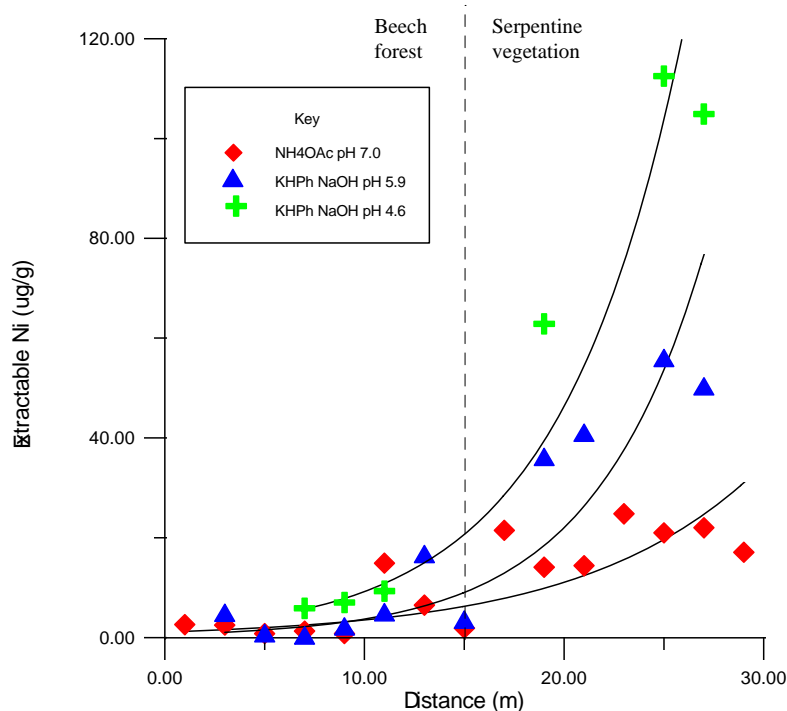 Beech forest
Serpentine vegetation
120.00
Key
NH4OAc pH 7.0
KHPh NaOH pH 5.9
KHPh NaOH pH 4.6
80.00
Extractable Ni (ug/g)
40.00
0.00
0.00 10.00 20.00 30.00
Distance (m)